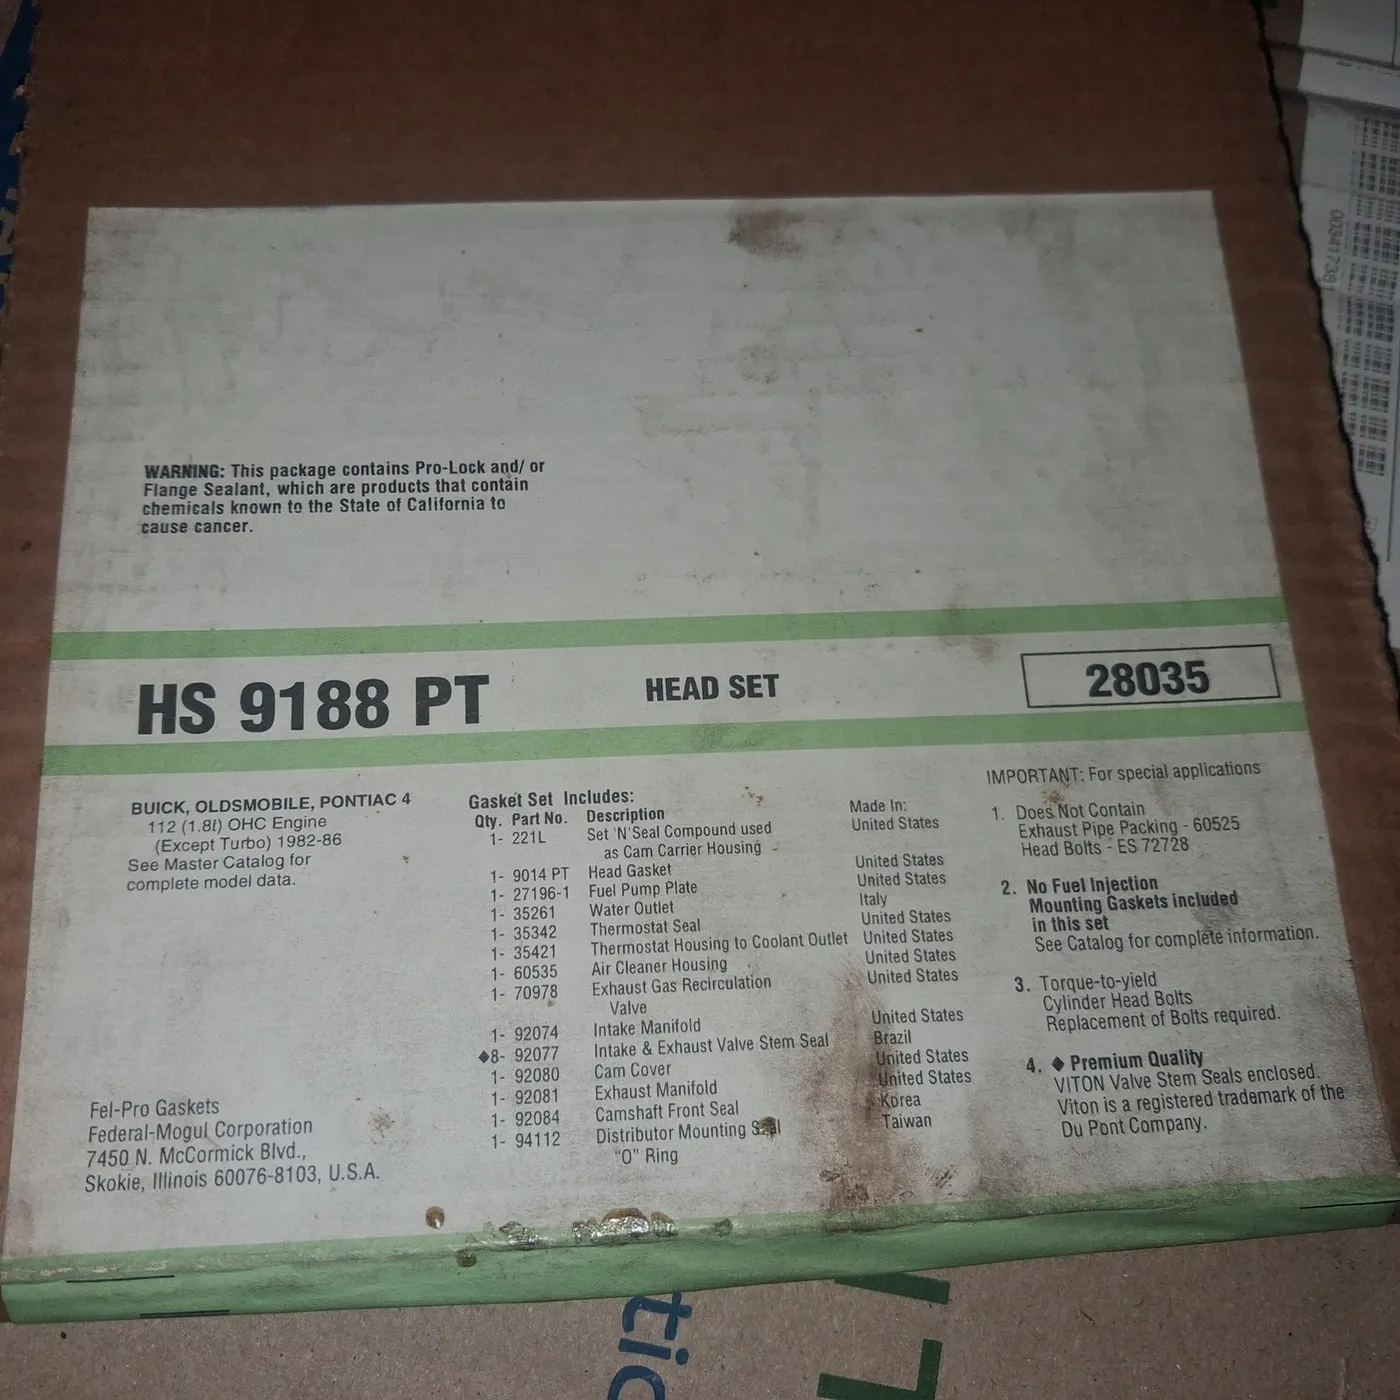 WARNING: This package contains Pro-Lock and/ or
Flange Sealant, which are products that contain
chemicals known to the State of California to
cause cancer.
HS 9188 PT
HEAD SET
28035
BUICK, OLDSMOBILE, PONTIAC 4
112 (1.8l) OHC Engine
(Except Turbo) 1982-86
See Master Catalog for
complete model data.
Fel-Pro Gaskets
Federal-Mogul Corporation
7450 N. McCormick Blvd.,
Skokie, Illinois 60076-8103, U.S.A.
Gasket Set Includes:
Qty. Part No. Description Made In:
1- 221L Set 'N' Seal Compound used United States
as Cam Carrier Housing
1- 9014 PT Head Gasket United States
1- 27196-1 Fuel Pump Plate United States
1- 35261 Water Outlet Italy
1- 35342 Thermostat Seal United States
1- 35421 Thermostat Housing to Coolant Outlet United States
1- 60535 Air Cleaner Housing United States
1- 70978 Exhaust Gas Recirculation United States
Valve
1- 92074 Intake Manifold United States
◆8- 92077 Intake & Exhaust Valve Stem Seal Brazil
1- 92080 Cam Cover United States
1- 92081 Exhaust Manifold United States
1- 92084 Camshaft Front Seal Korea
1- 94112 Distributor Mounting Seal Taiwan
"O" Ring
IMPORTANT: For special applications
1. Does Not Contain
Exhaust Pipe Packing - 60525
Head Bolts - ES 72728
2. No Fuel Injection
Mounting Gaskets included
in this set
See Catalog for complete information.
3. Torque-to-yield
Cylinder Head Bolts
Replacement of Bolts required.
4. ◆ Premium Quality
VITON Valve Stem Seals enclosed.
Viton is a registered trademark of the
Du Pont Company.
00341738
tic